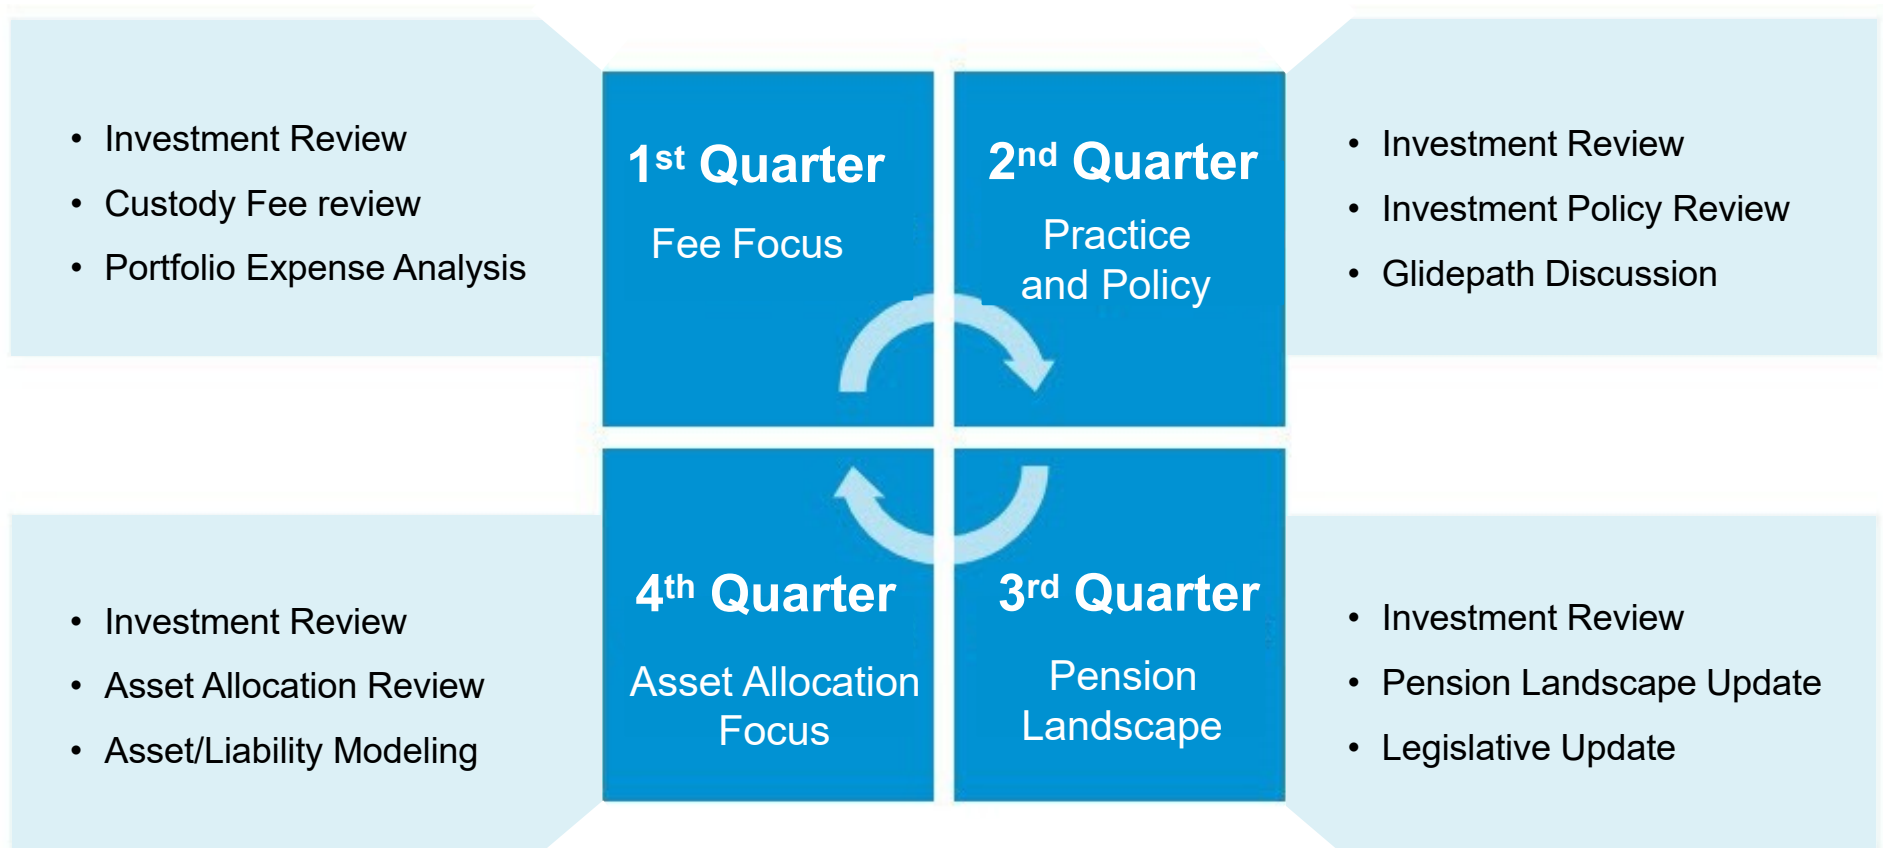 • Investment Review
• Custody Fee review
• Portfolio Expense Analysis
1st Quarter
Fee Focus
2nd Quarter
Practice
and Policy
• Investment Review
• Investment Policy Review
• Glidepath Discussion
• Investment Review
• Asset Allocation Review
• Asset/Liability Modeling
4th Quarter
Asset Allocation
Focus
3rd Quarter
Pension
Landscape
• Investment Review
• Pension Landscape Update
• Legislative Update